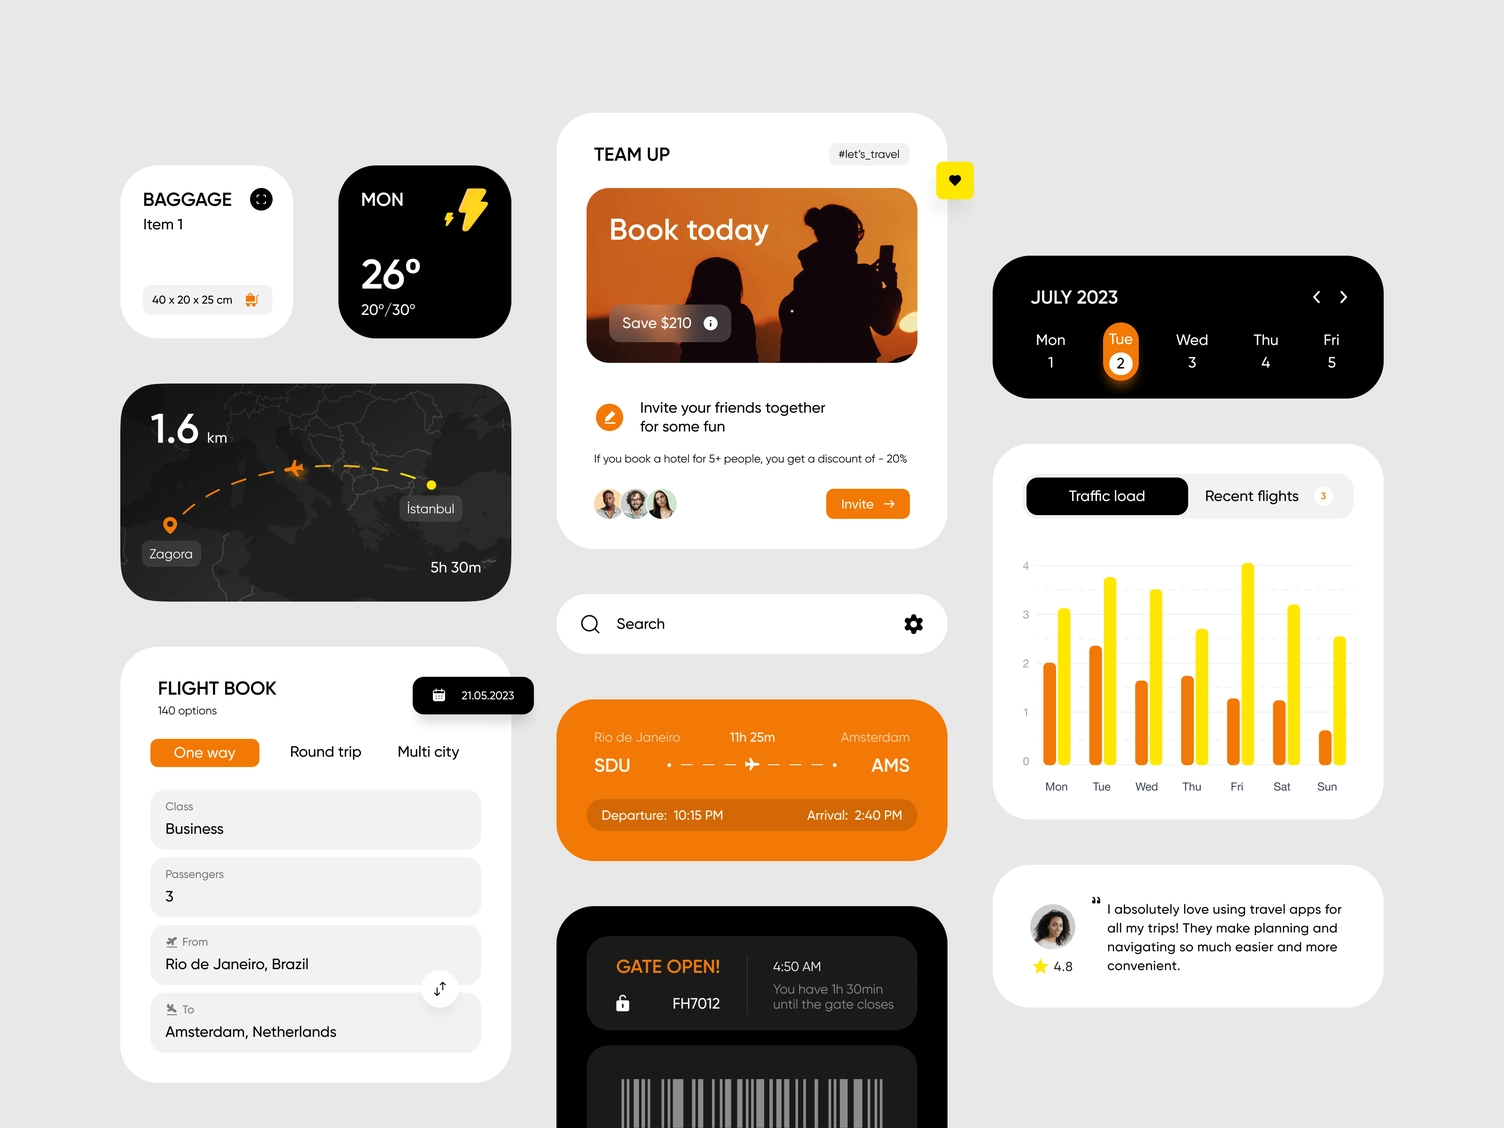 BAGGAGE
Item 1
40 x 20 x 25 cm
MON
26º
20º/30º
1.6 km
İstanbul
Zagora
5h 30m
FLIGHT BOOK
140 options
21.05.2023
One way
Round trip
Multi city
Class
Business
Passengers
3
From
Rio de Janeiro, Brazil
To
Amsterdam, Netherlands
TEAM UP
#let's_travel
Book today
Save $210
Invite your friends together
for some fun
If you book a hotel for 5+ people, you get a discount of - 20%
Invite
Search
Rio de Janeiro
11h 25m
Amsterdam
SDU
AMS
Departure: 10:15 PM
Arrival: 2:40 PM
GATE OPEN!
FH7012
4:50 AM
You have 1h 30min
until the gate closes
JULY 2023
Mon Tue Wed Thu Fri
1 2 3 4 5
Traffic load
Recent flights 3
4
3
2
1
0
Mon Tue Wed Thu Fri Sat Sun
"I absolutely love using travel apps for
all my trips! They make planning and
navigating so much easier and more
convenient.
4.8